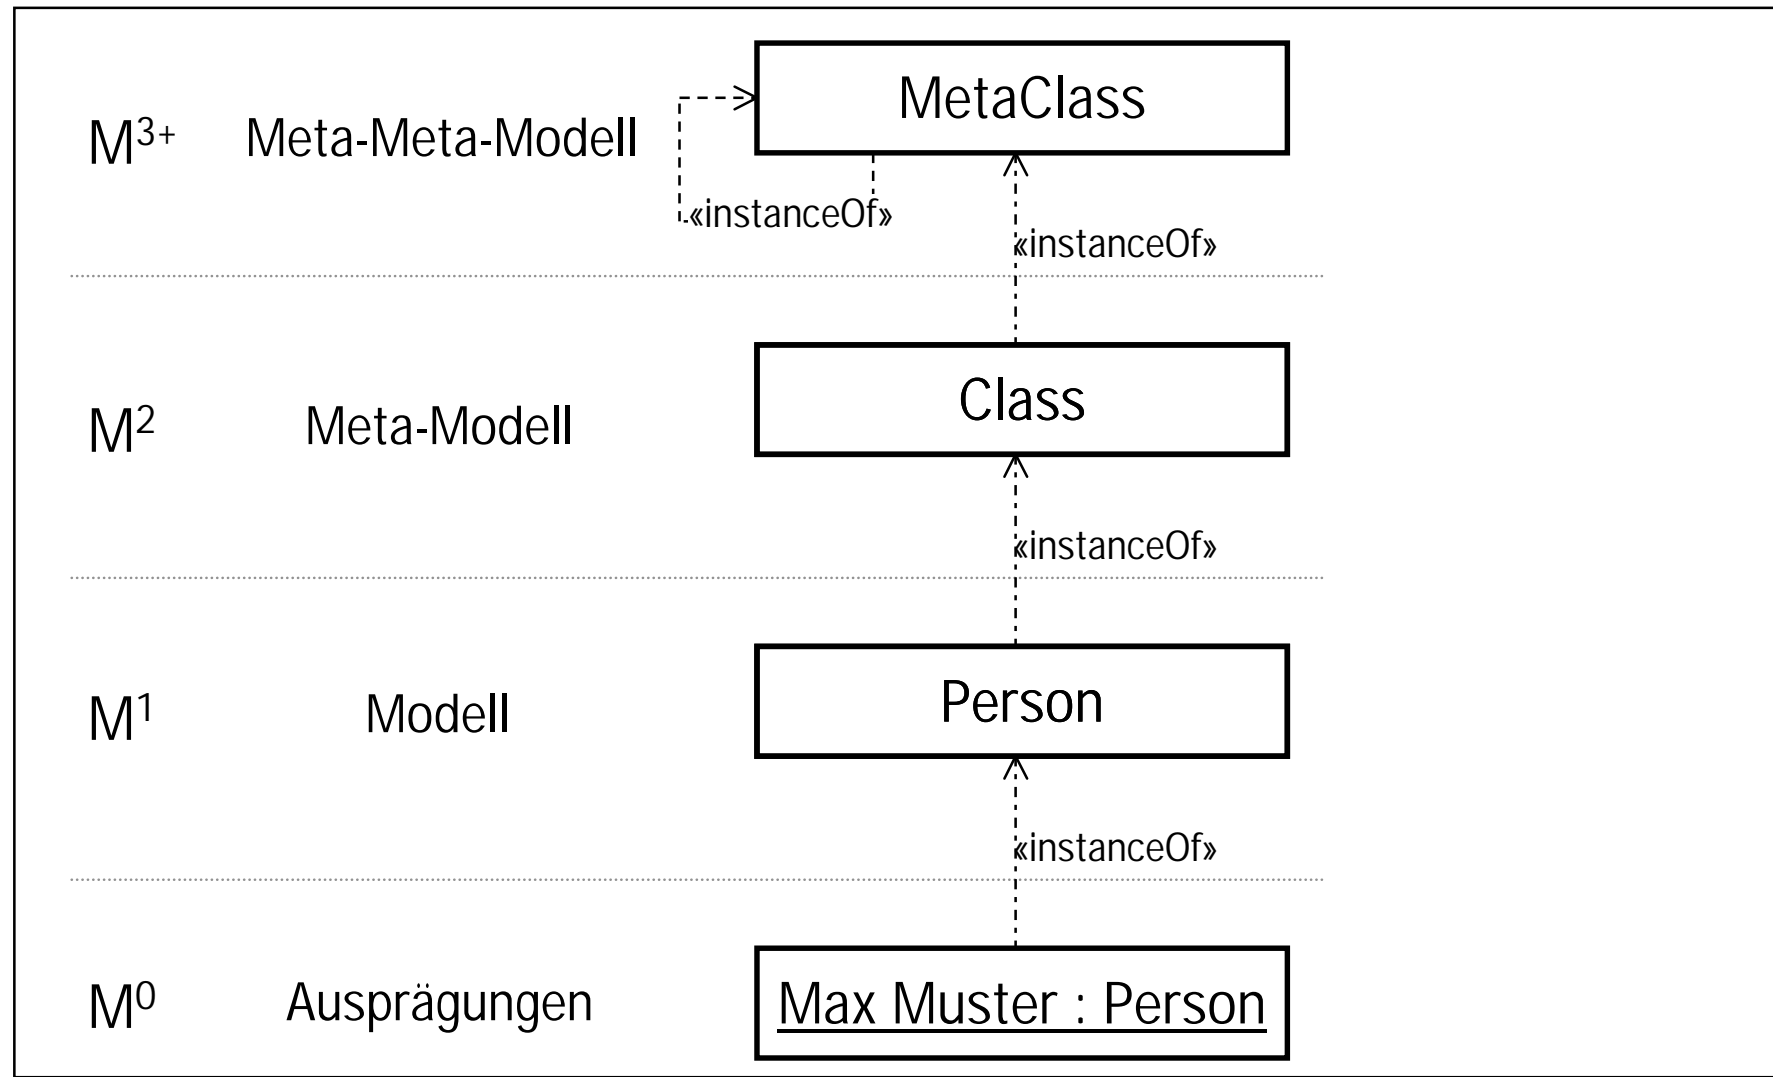 MetaClass
M³⁺ Meta-Meta-Modell
«instanceOf»
«instanceOf»
Class
M² Meta-Modell
«instanceOf»
Person
M¹ Modell
«instanceOf»
M⁰ Ausprägungen Max Muster : Person